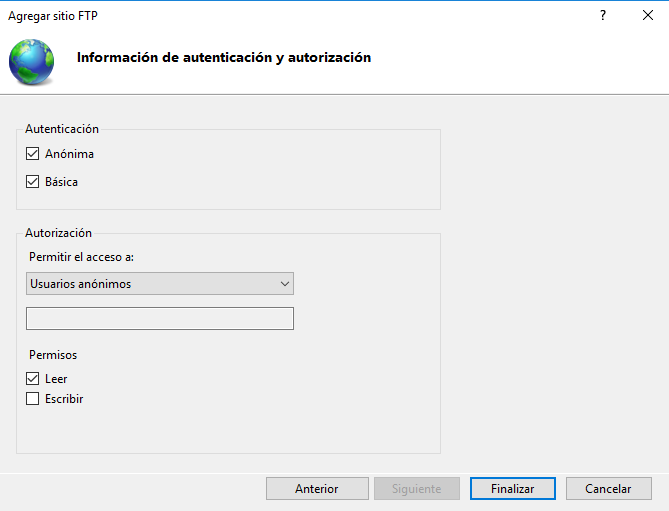 Agregar sitio FTP
?
Información de autenticación y autorización
Autenticación
Anónima
Básica
Autorización
Permitir el acceso a:
Usuarios anónimos
Permisos
Leer
Escribir
Anterior Siguiente Finalizar Cancelar